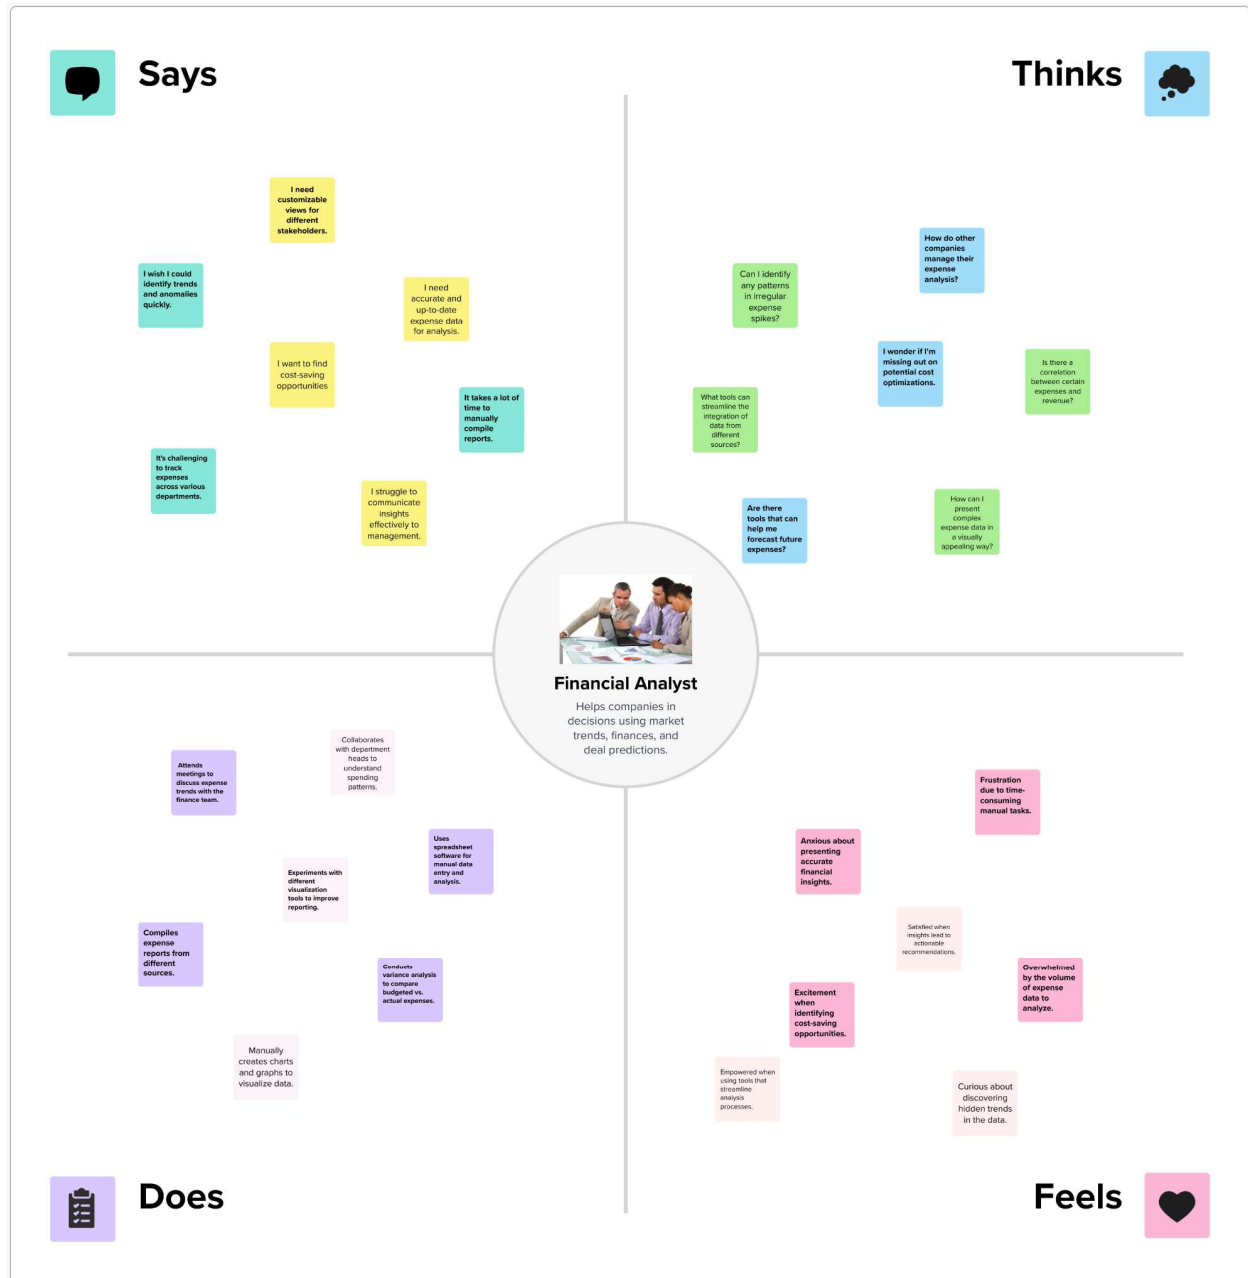 Says
Thinks
I need
customizable
views for
different
stakeholders.
I wish I could
identify trends
and anomalies
quickly.
I need
accurate and
up-to-date
expense data
for analysis.
I want to find
cost-saving
opportunities
It takes a lot of
time to
manually
compile
reports.
It's challenging
to track
expenses
across various
departments.
I struggle to
communicate
insights
effectively to
management.
How do other
companies
manage their
expense
analysis?
Can I identify
any patterns
in irregular
expense
spikes?
I wonder if I'm
missing out on
potential cost
optimizations.
Is there a
correlation
between certain
expenses and
revenue?
What tools can
streamline the
integration of
data from
different
sources?
Are there
tools that can
help me
forecast future
expenses?
How can I
present
complex
expense data in
a visually
appealing way?
Financial Analyst
Helps companies in
decisions using market
trends, finances, and
deal predictions.
Collaborates
with department
heads to
understand
spending
patterns.
Attends
meetings to
discuss expense
trends with the
finance team.
Uses
spreadsheet
software for
manual data
entry and
analysis.
Experiments with
different
visualization
tools to improve
reporting.
Compiles
expense
reports from
different
sources.
Conducts
variance analysis
to compare
budgeted vs.
actual expenses.
Manually
creates charts
and graphs to
visualize data.
Frustration
due to time-
consuming
manual tasks.
Anxious about
presenting
accurate
financial
insights.
Satisfied when
insights lead to
actionable
recommendations.
Overwhelmed
by the volume
of expense
data to
analyze.
Excitement
when
identifying
cost-saving
opportunities.
Empowered when
using tools that
streamline
analysis
processes.
Curious about
discovering
hidden trends
in the data.
Does
Feels